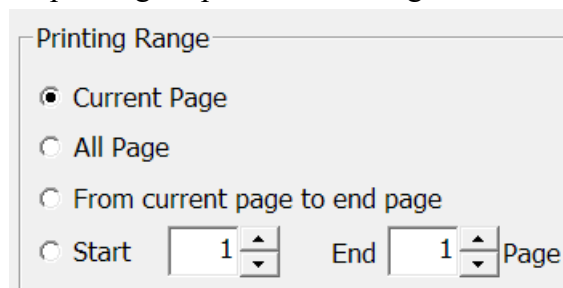 Printing Range
Current Page
All Page
From current page to end page
Start 1 End 1 Page